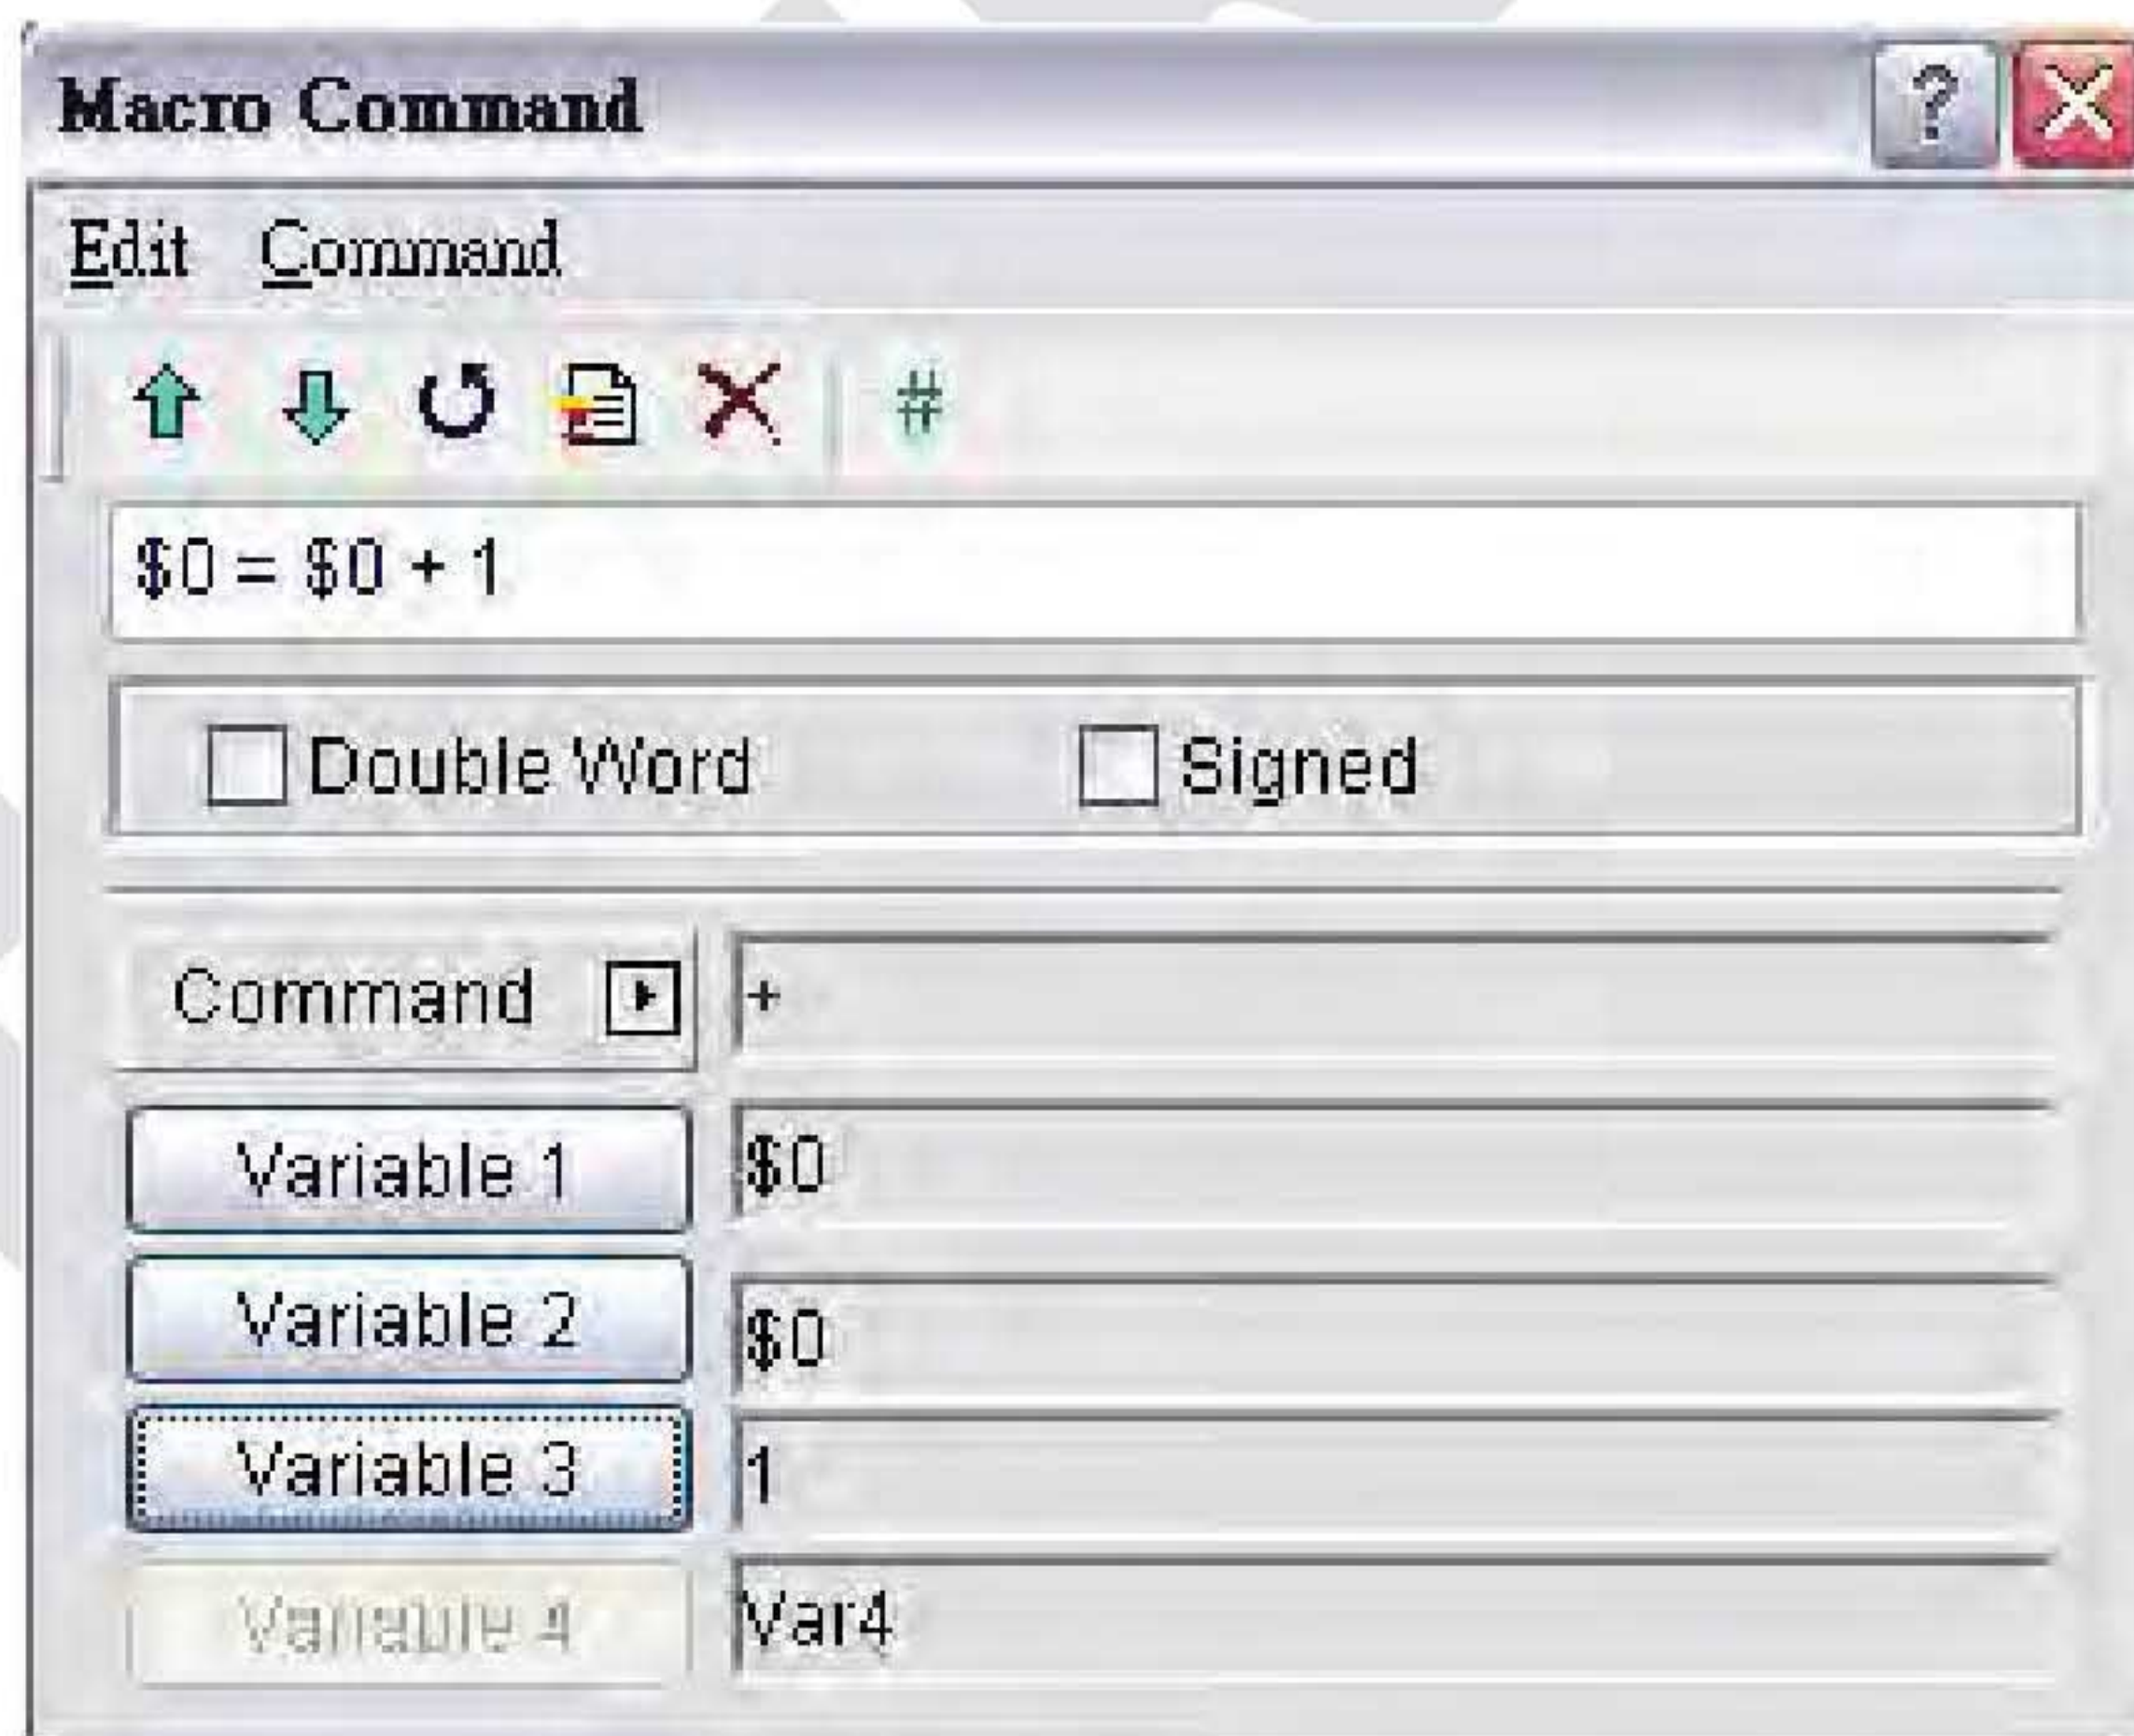 Macro Command
?
Edit Command
#
$0 = $0 + 1
Double Word Signed
Command +
Variable 1 $0
Variable 2 $0
Variable 3 1
Variable 4 Var4